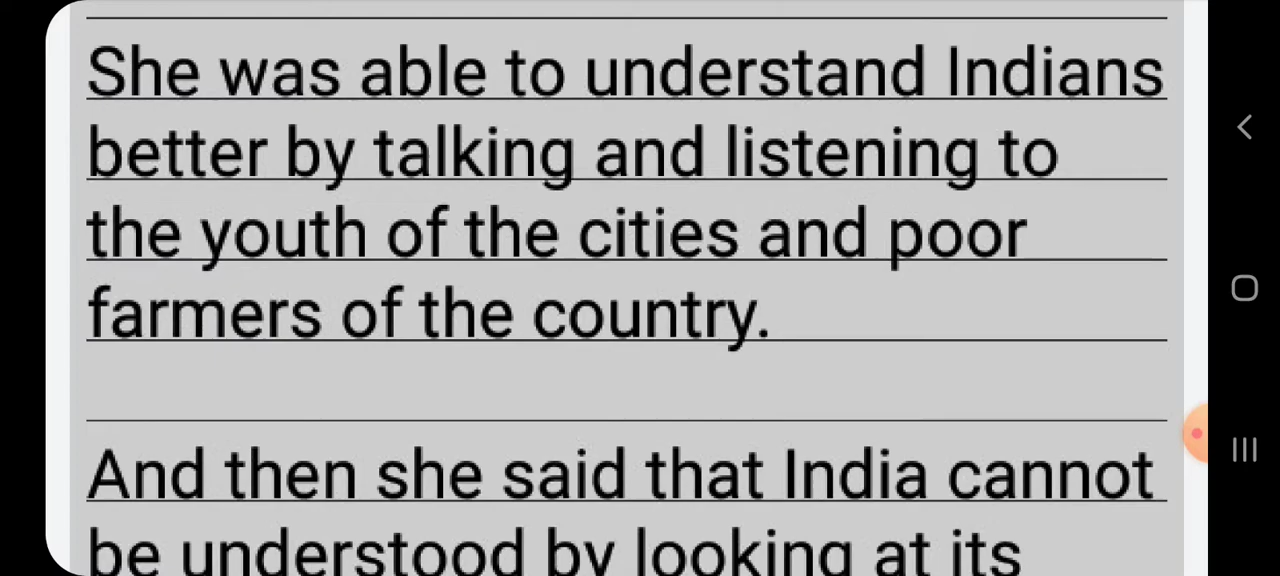 She was able to understand Indians
better by talking and listening to
the youth of the cities and poor
farmers of the country.
And then she said that India cannot
be understood by looking at its